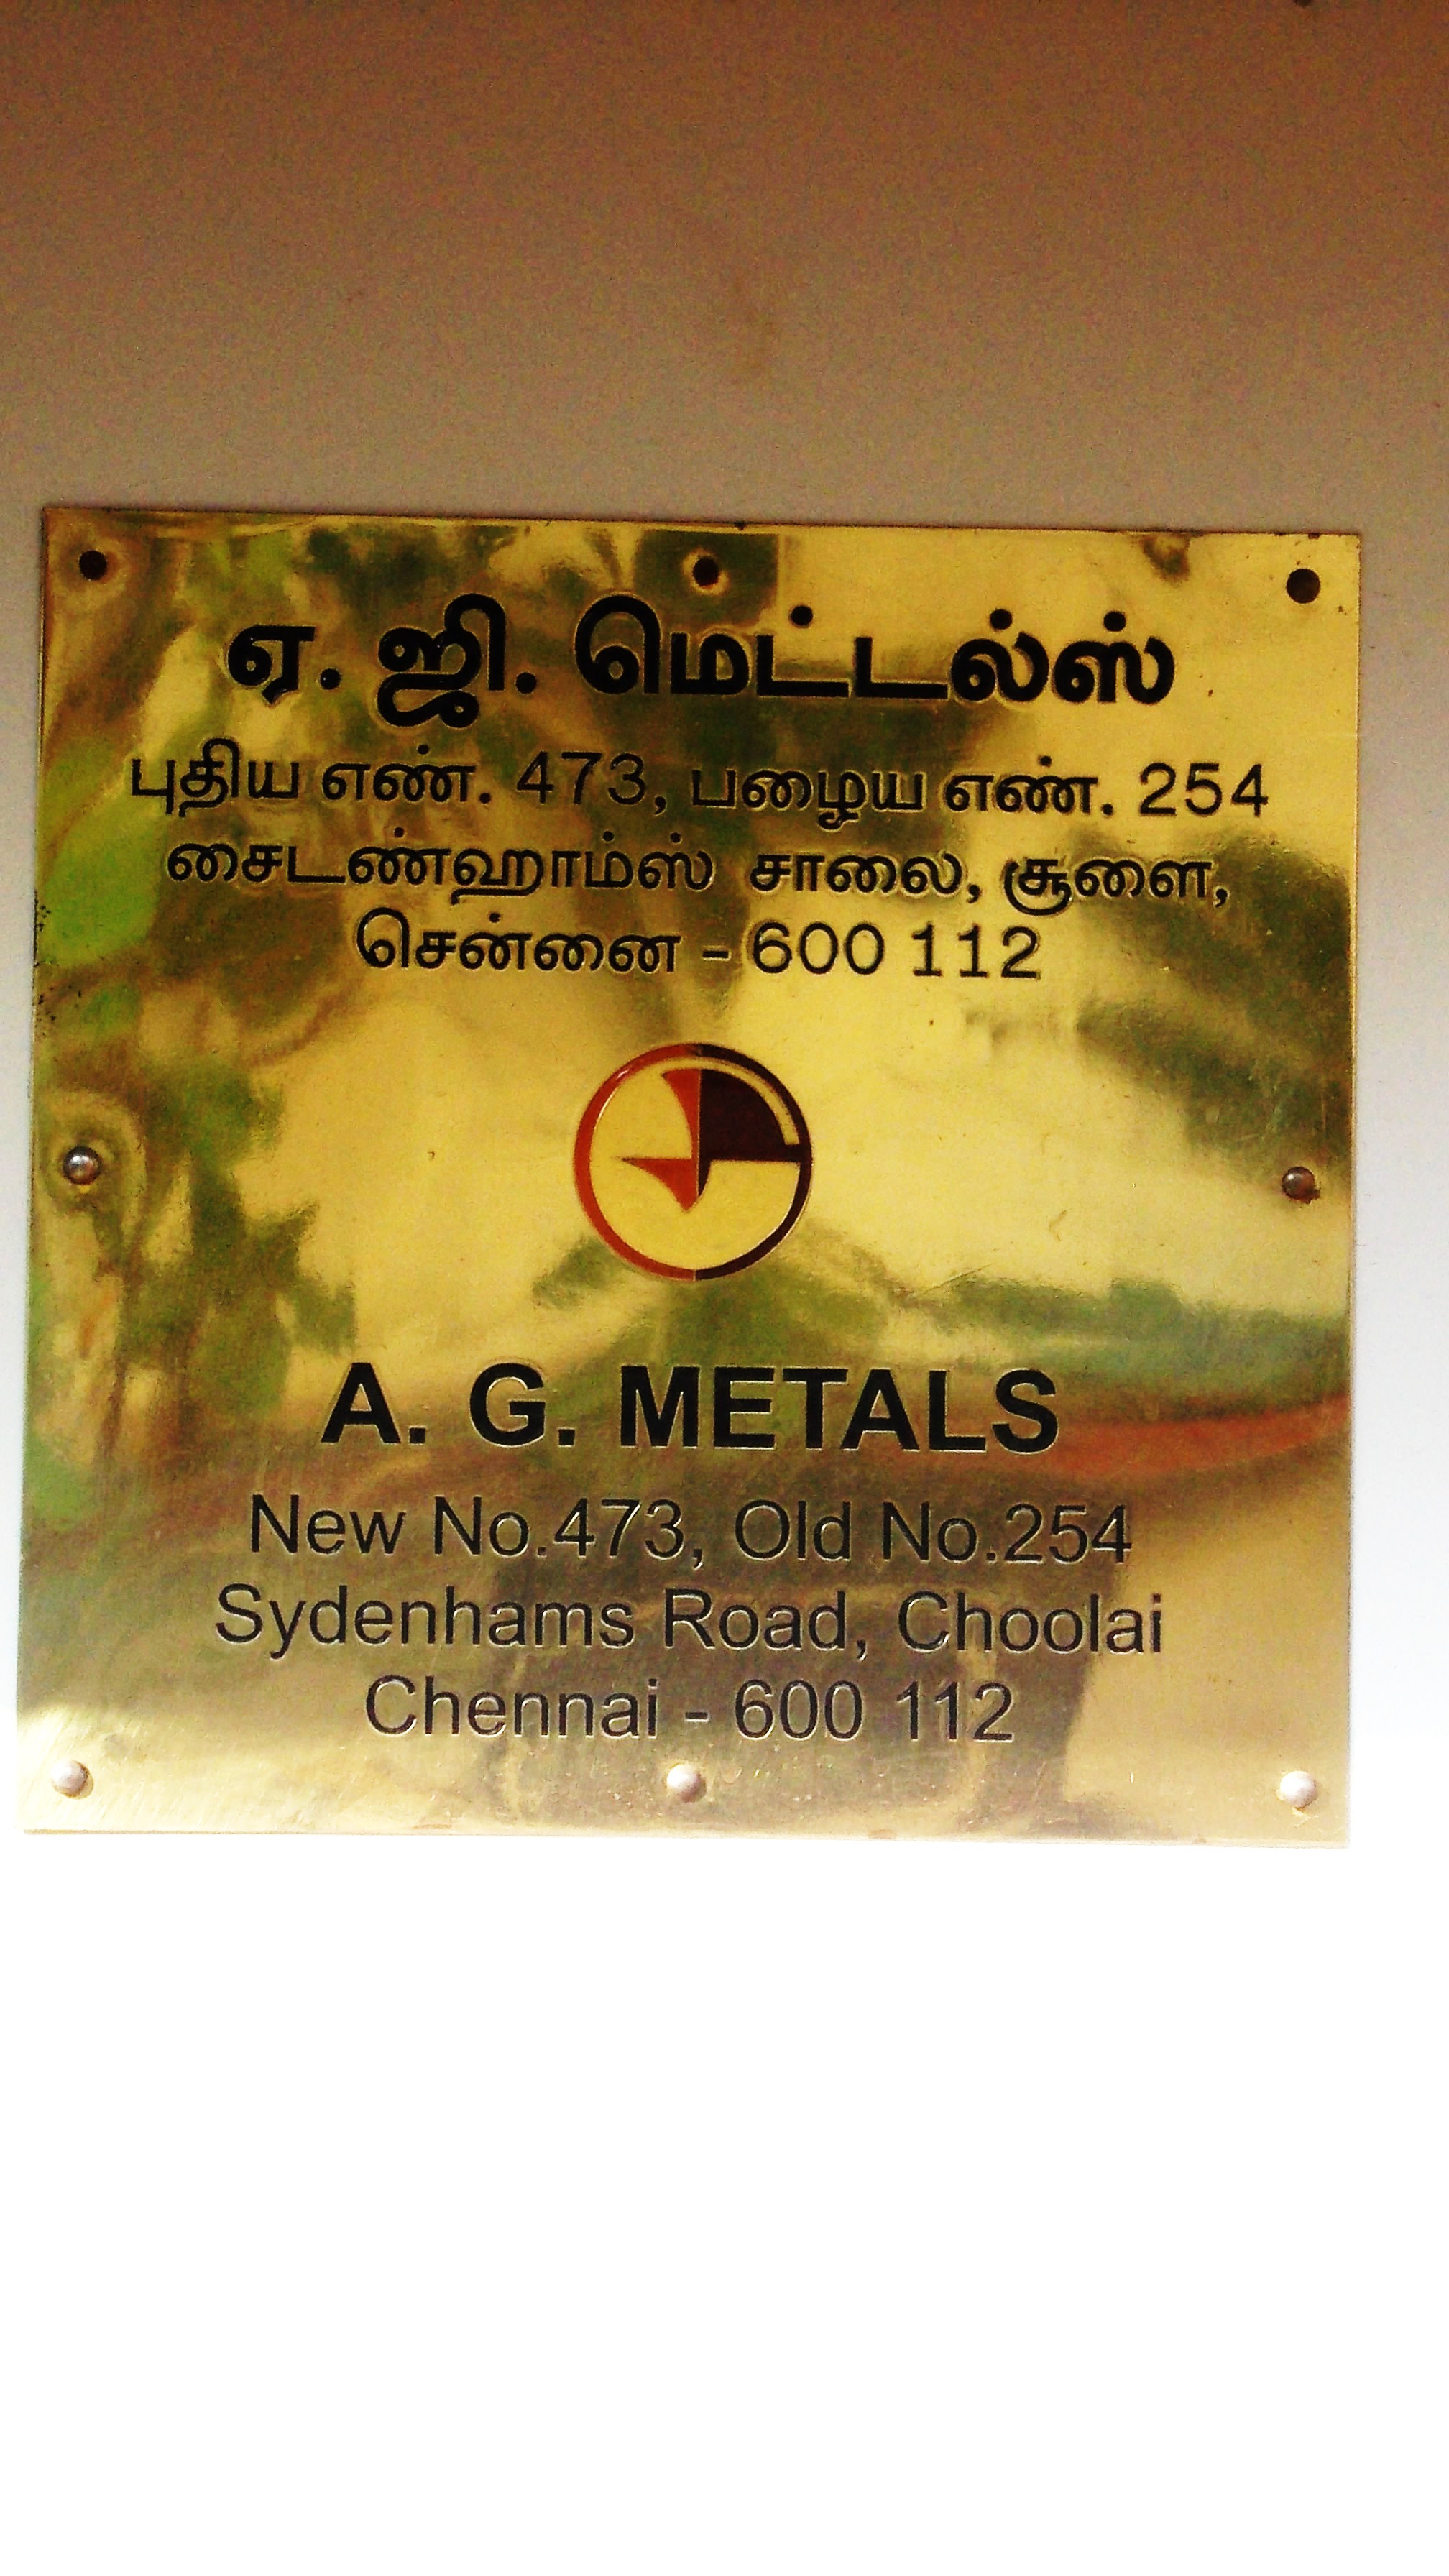 ஏ. ஜி. மெட்டல்ஸ்
புதிய எண். 473, பழைய எண். 254
சைடண்ஹாம்ஸ் சாலை, சூளை,
சென்னை - 600 112
A. G. METALS
New No.473, Old No.254
Sydenhams Road, Choolai
Chennai - 600 112